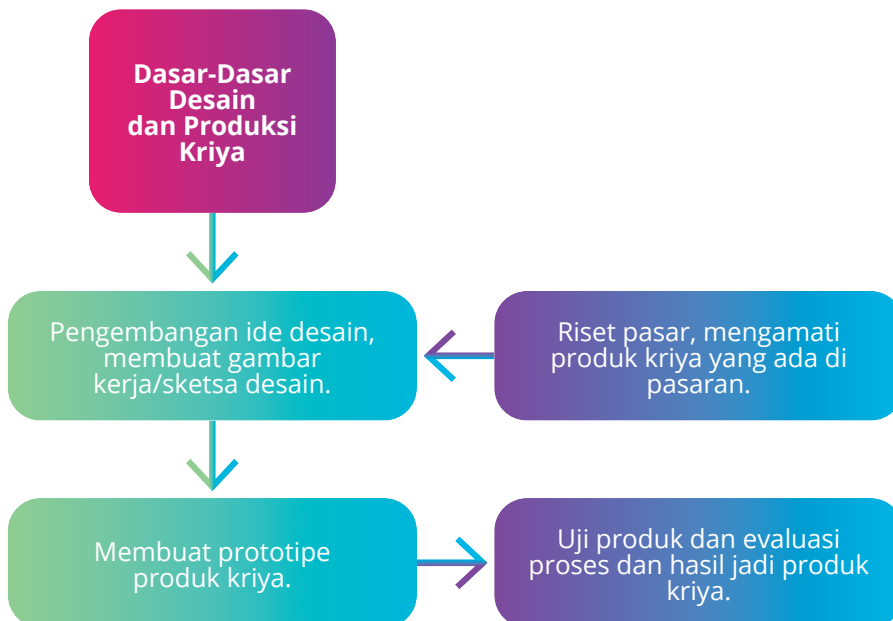 Dasar-Dasar
Desain
dan Produksi
Kriya
Pengembangan ide desain,
membuat gambar
kerja/sketsa desain.
Riset pasar, mengamati
produk kriya yang ada di
pasaran.
Membuat prototipe
produk kriya.
Uji produk dan evaluasi
proses dan hasil jadi produk
kriya.